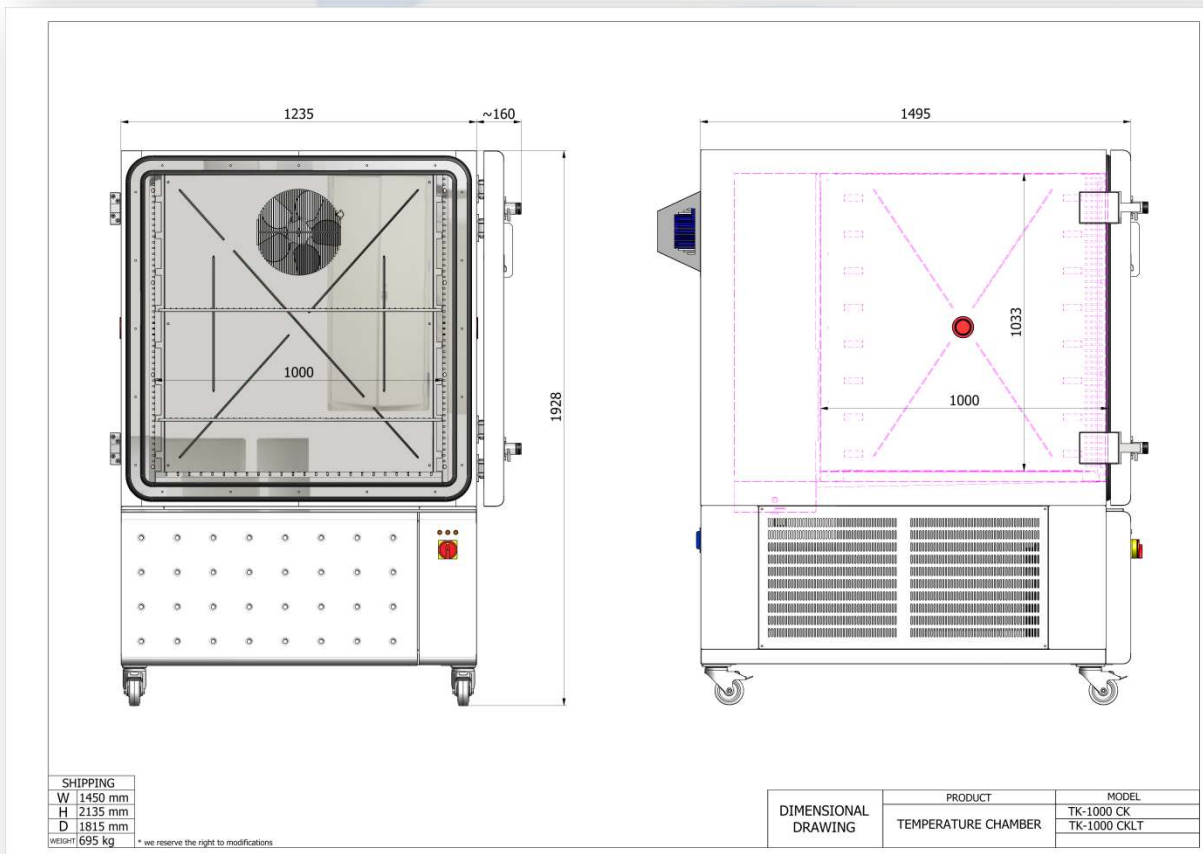 1235
~160
1495
1000
1928
1033
1000
SHIPPING
W 1450 mm
H 2135 mm
D 1815 mm
WEIGHT 695 kg
* we reserve the right to modifications
DIMENSIONAL
DRAWING
PRODUCT
TEMPERATURE CHAMBER
MODEL
TK-1000 CK
TK-1000 CKLT